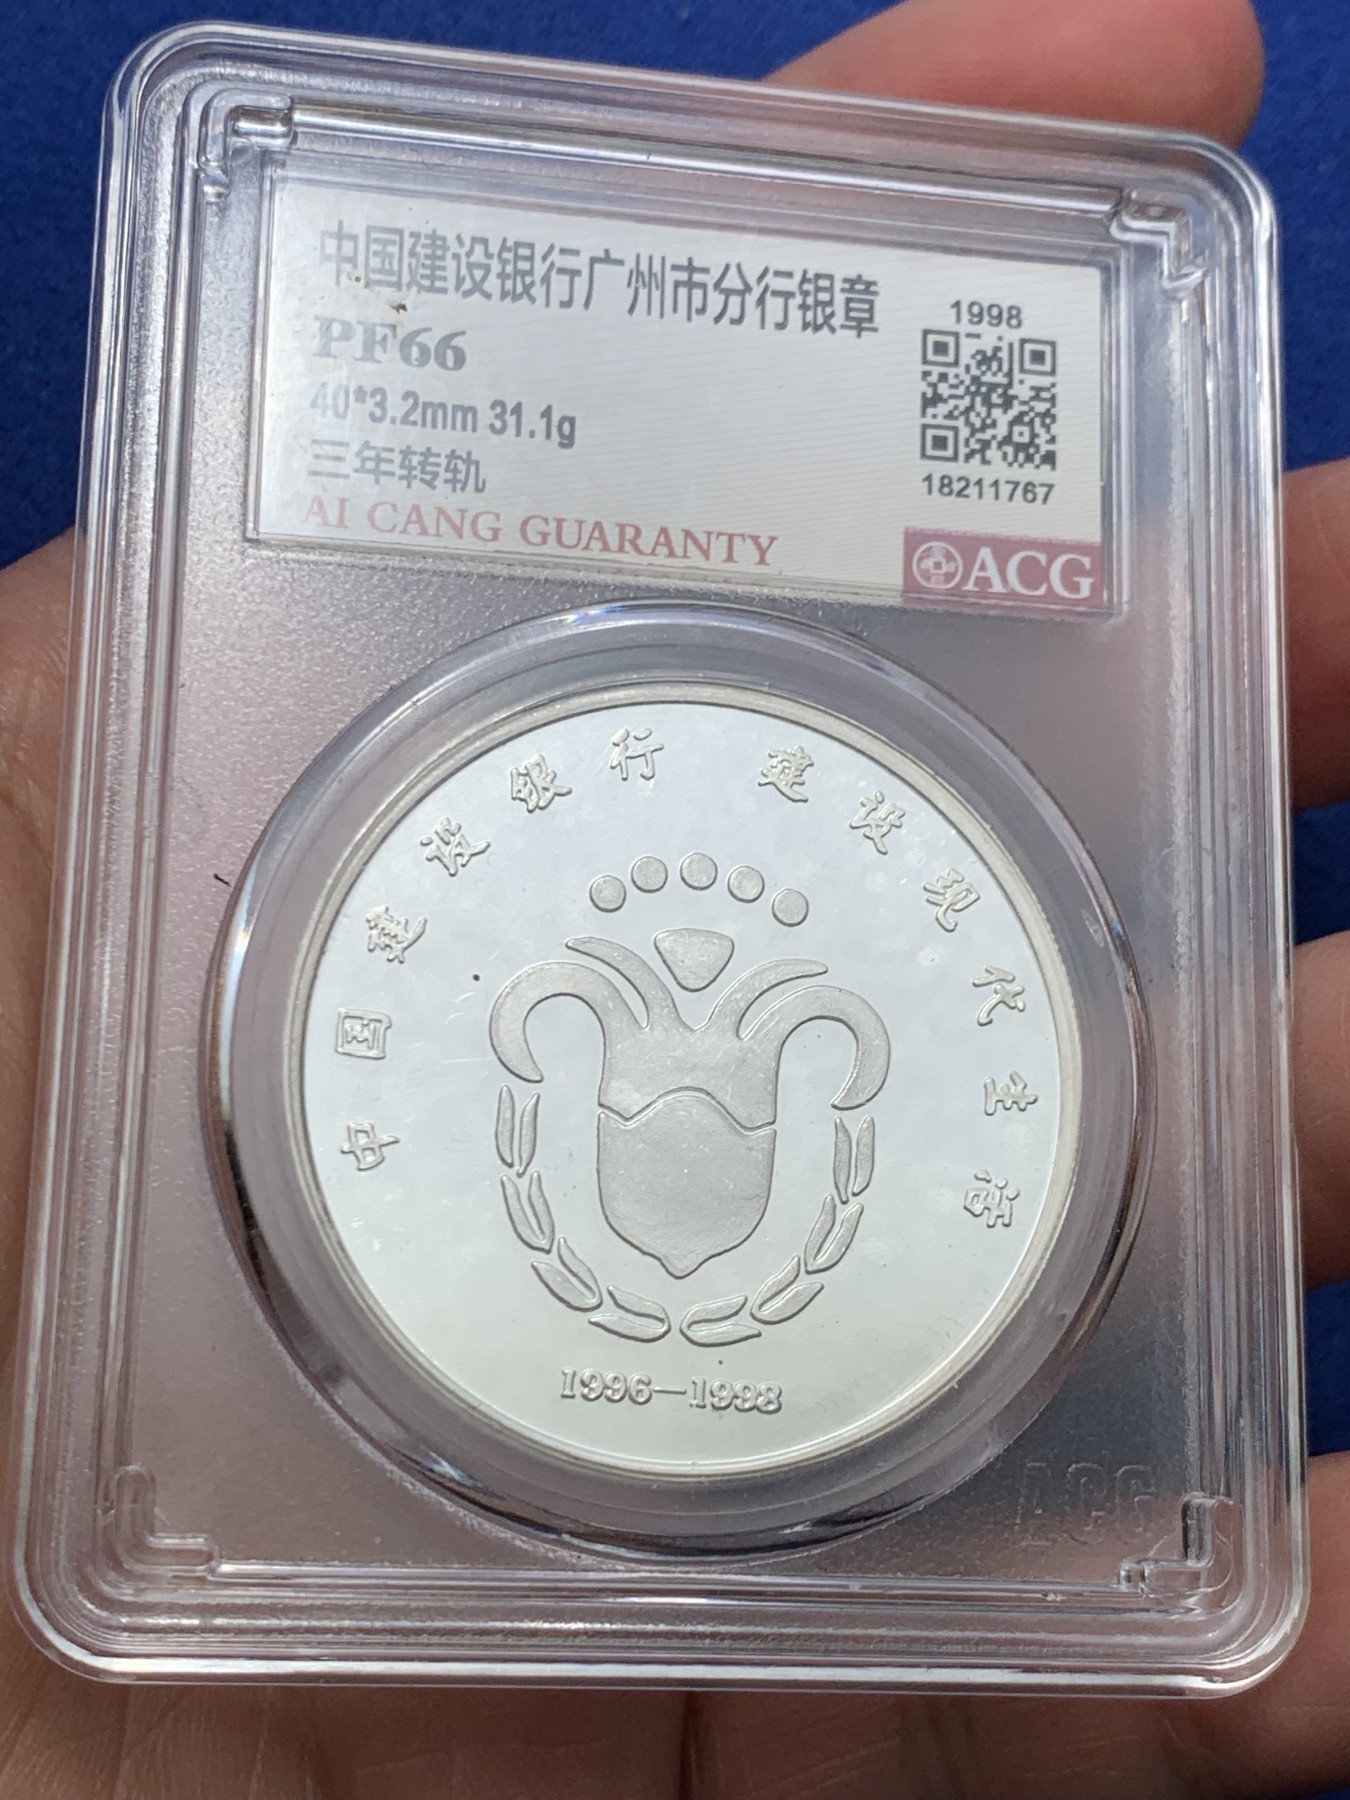 中国建设银行广州市分行银章
PF66
40*3.2mm 31.1g
三年转轨
AI CANG GUARANTY
1998
18211767
ACG
中国建设银行 建设现代生活
1996-1998
ACG